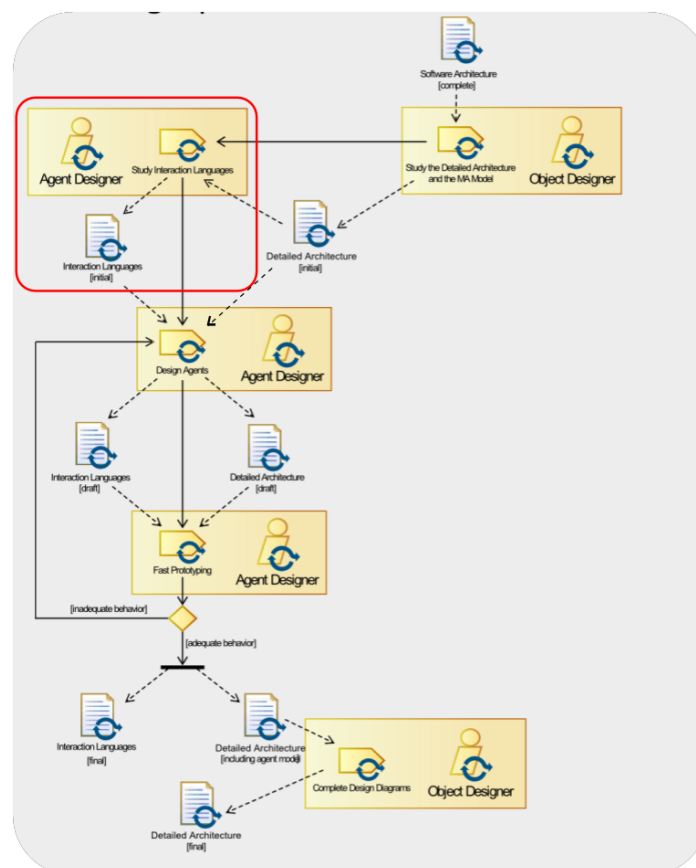 Software Architecture
[complete]
Agent Designer
Study Interaction Languages
Study the Detailed Architecture
and the MA Model
Object Designer
Interaction Languages
[initial]
Detailed Architecture
[initial]
Design Agents
Agent Designer
Interaction Languages
[draft]
Detailed Architecture
[draft]
Fast Prototyping
Agent Designer
[inadequate behavior]
[adequate behavior]
Interaction Languages
[final]
Detailed Architecture
[including agent model]
Complete Design Diagrams
Object Designer
Detailed Architecture
[final]